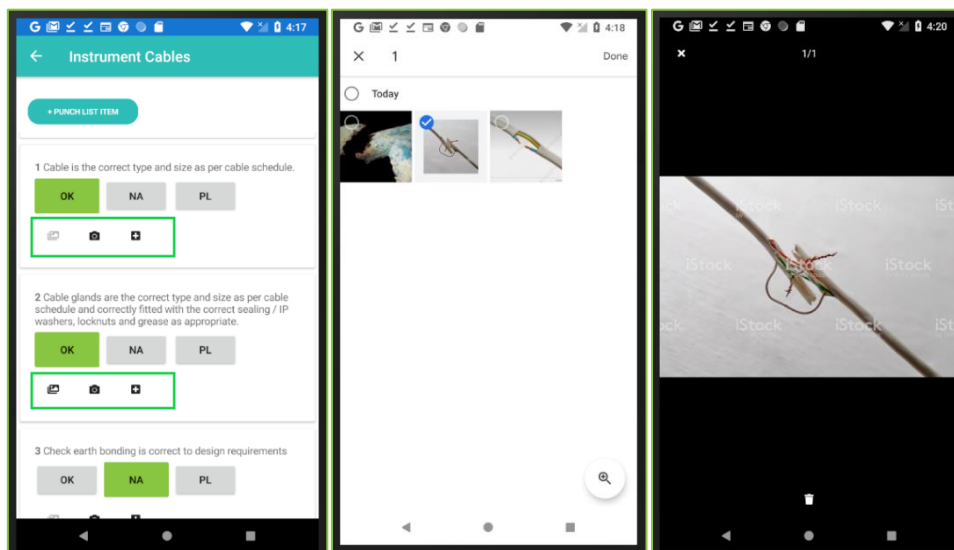 4:17
Instrument Cables
+ PUNCH LIST ITEM
1 Cable is the correct type and size as per cable schedule.
OK NA PL
2 Cable glands are the correct type and size as per cable
schedule and correctly fitted with the correct sealing / IP
washers, locknuts and grease as appropriate.
OK NA PL
3 Check earth bonding is correct to design requirements
OK NA PL
4:18
1 Done
Today
4:20
1/1
iStock iSt
iStock iStock
ck iStock iStock iSt